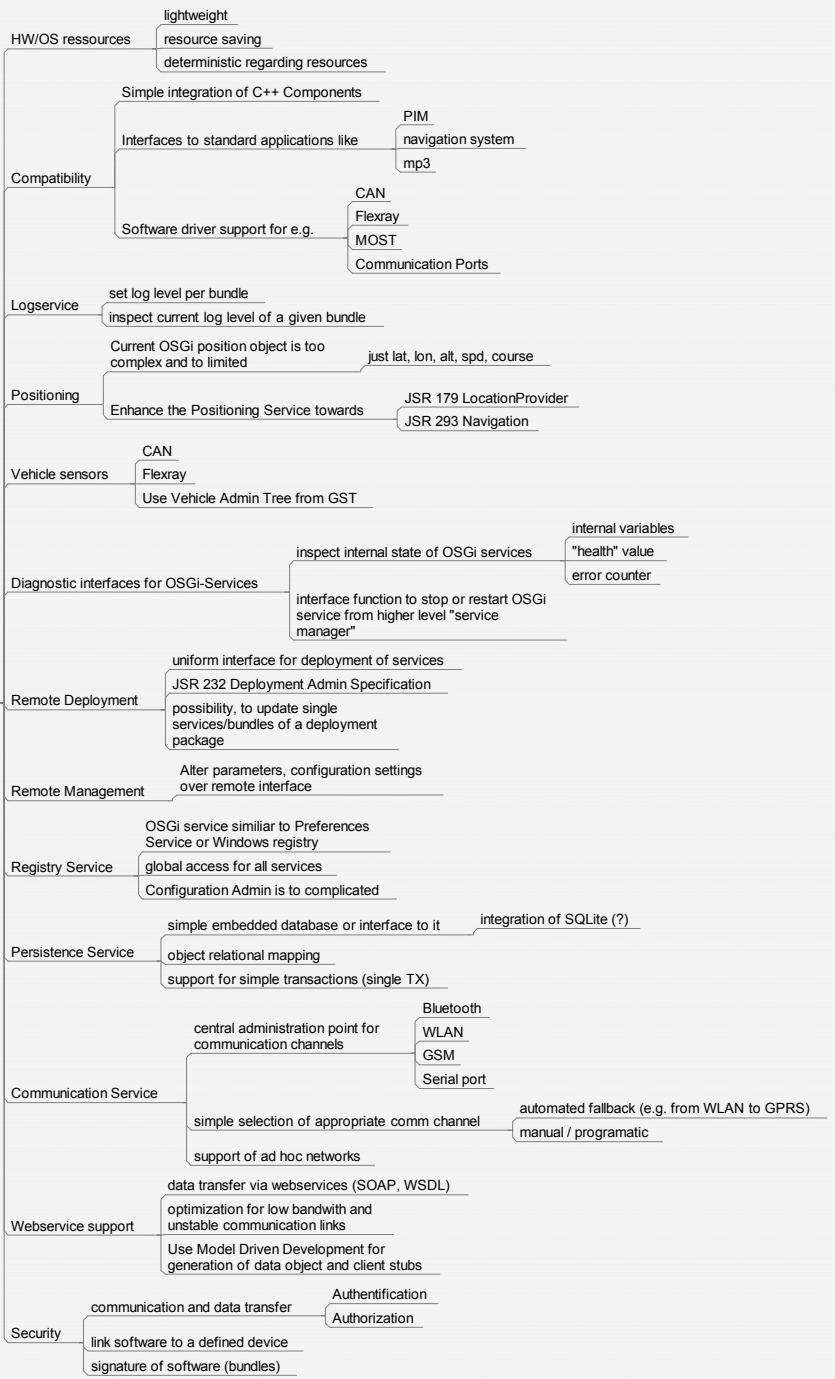 HW/OS ressources
lightweight
resource saving
deterministic regarding resources
Compatibility
Simple integration of C++ Components
Interfaces to standard applications like
PIM
navigation system
mp3
Software driver support for e.g.
CAN
Flexray
MOST
Communication Ports
Logservice
set log level per bundle
inspect current log level of a given bundle
Positioning
Current OSGi position object is too
complex and to limited
just lat, lon, alt, spd, course
Enhance the Positioning Service towards
JSR 179 LocationProvider
JSR 293 Navigation
Vehicle sensors
CAN
Flexray
Use Vehicle Admin Tree from GST
Diagnostic interfaces for OSGi-Services
inspect internal state of OSGi services
internal variables
"health" value
error counter
interface function to stop or restart OSGi
service from higher level "service
manager"
Remote Deployment
uniform interface for deployment of services
JSR 232 Deployment Admin Specification
possibility, to update single
services/bundles of a deployment
package
Remote Management
Alter parameters, configuration settings
over remote interface
Registry Service
OSGi service similiar to Preferences
Service or Windows registry
global access for all services
Configuration Admin is to complicated
Persistence Service
simple embedded database or interface to it
integration of SQLite (?)
object relational mapping
support for simple transactions (single TX)
Communication Service
central administration point for
communication channels
Bluetooth
WLAN
GSM
Serial port
simple selection of appropriate comm channel
automated fallback (e.g. from WLAN to GPRS)
manual / programatic
support of ad hoc networks
Webservice support
data transfer via webservices (SOAP, WSDL)
optimization for low bandwith and
unstable communication links
Use Model Driven Development for
generation of data object and client stubs
Security
communication and data transfer
Authentification
Authorization
link software to a defined device
signature of software (bundles)